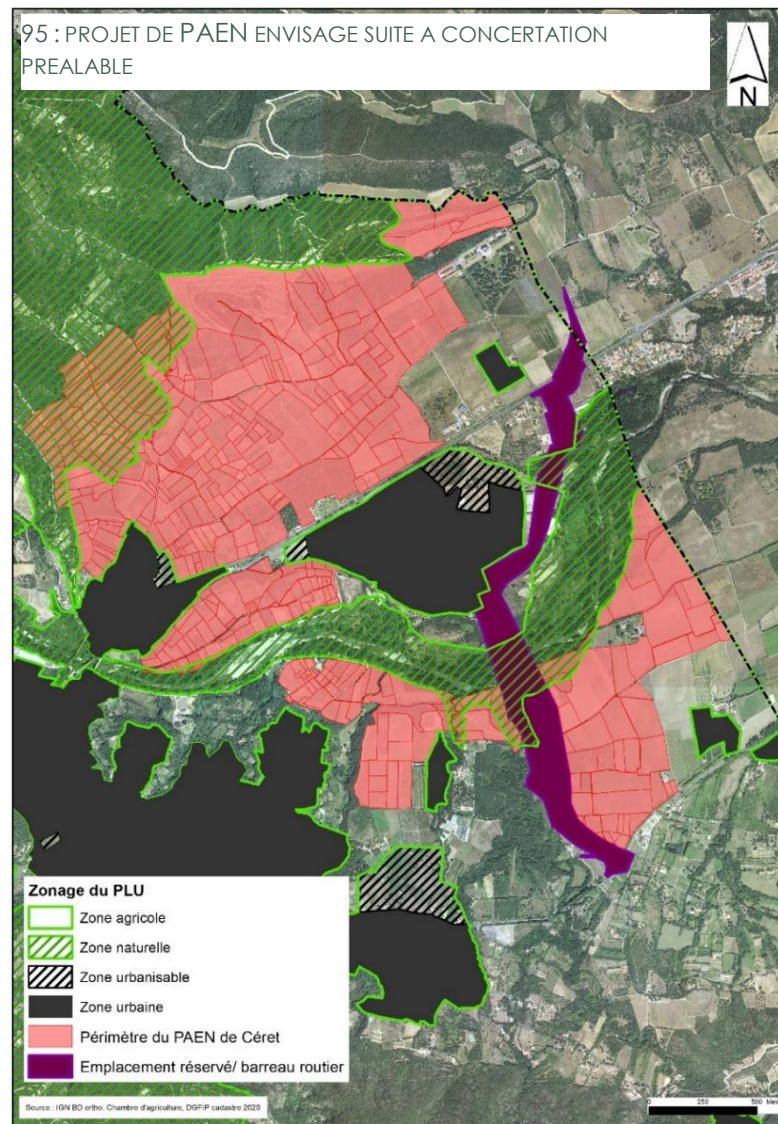 95 : PROJET DE PAEN ENVISAGE SUITE A CONCERTATION
PREALABLE
N
Zonage du PLU
Zone agricole
Zone naturelle
Zone urbanisable
Zone urbaine
Périmètre du PAEN de Céret
Emplacement réservé/ barreau routier
Source : IGN BD ortho, Chambre d'agriculture, DGFiP cadastre 2020
0 250 500